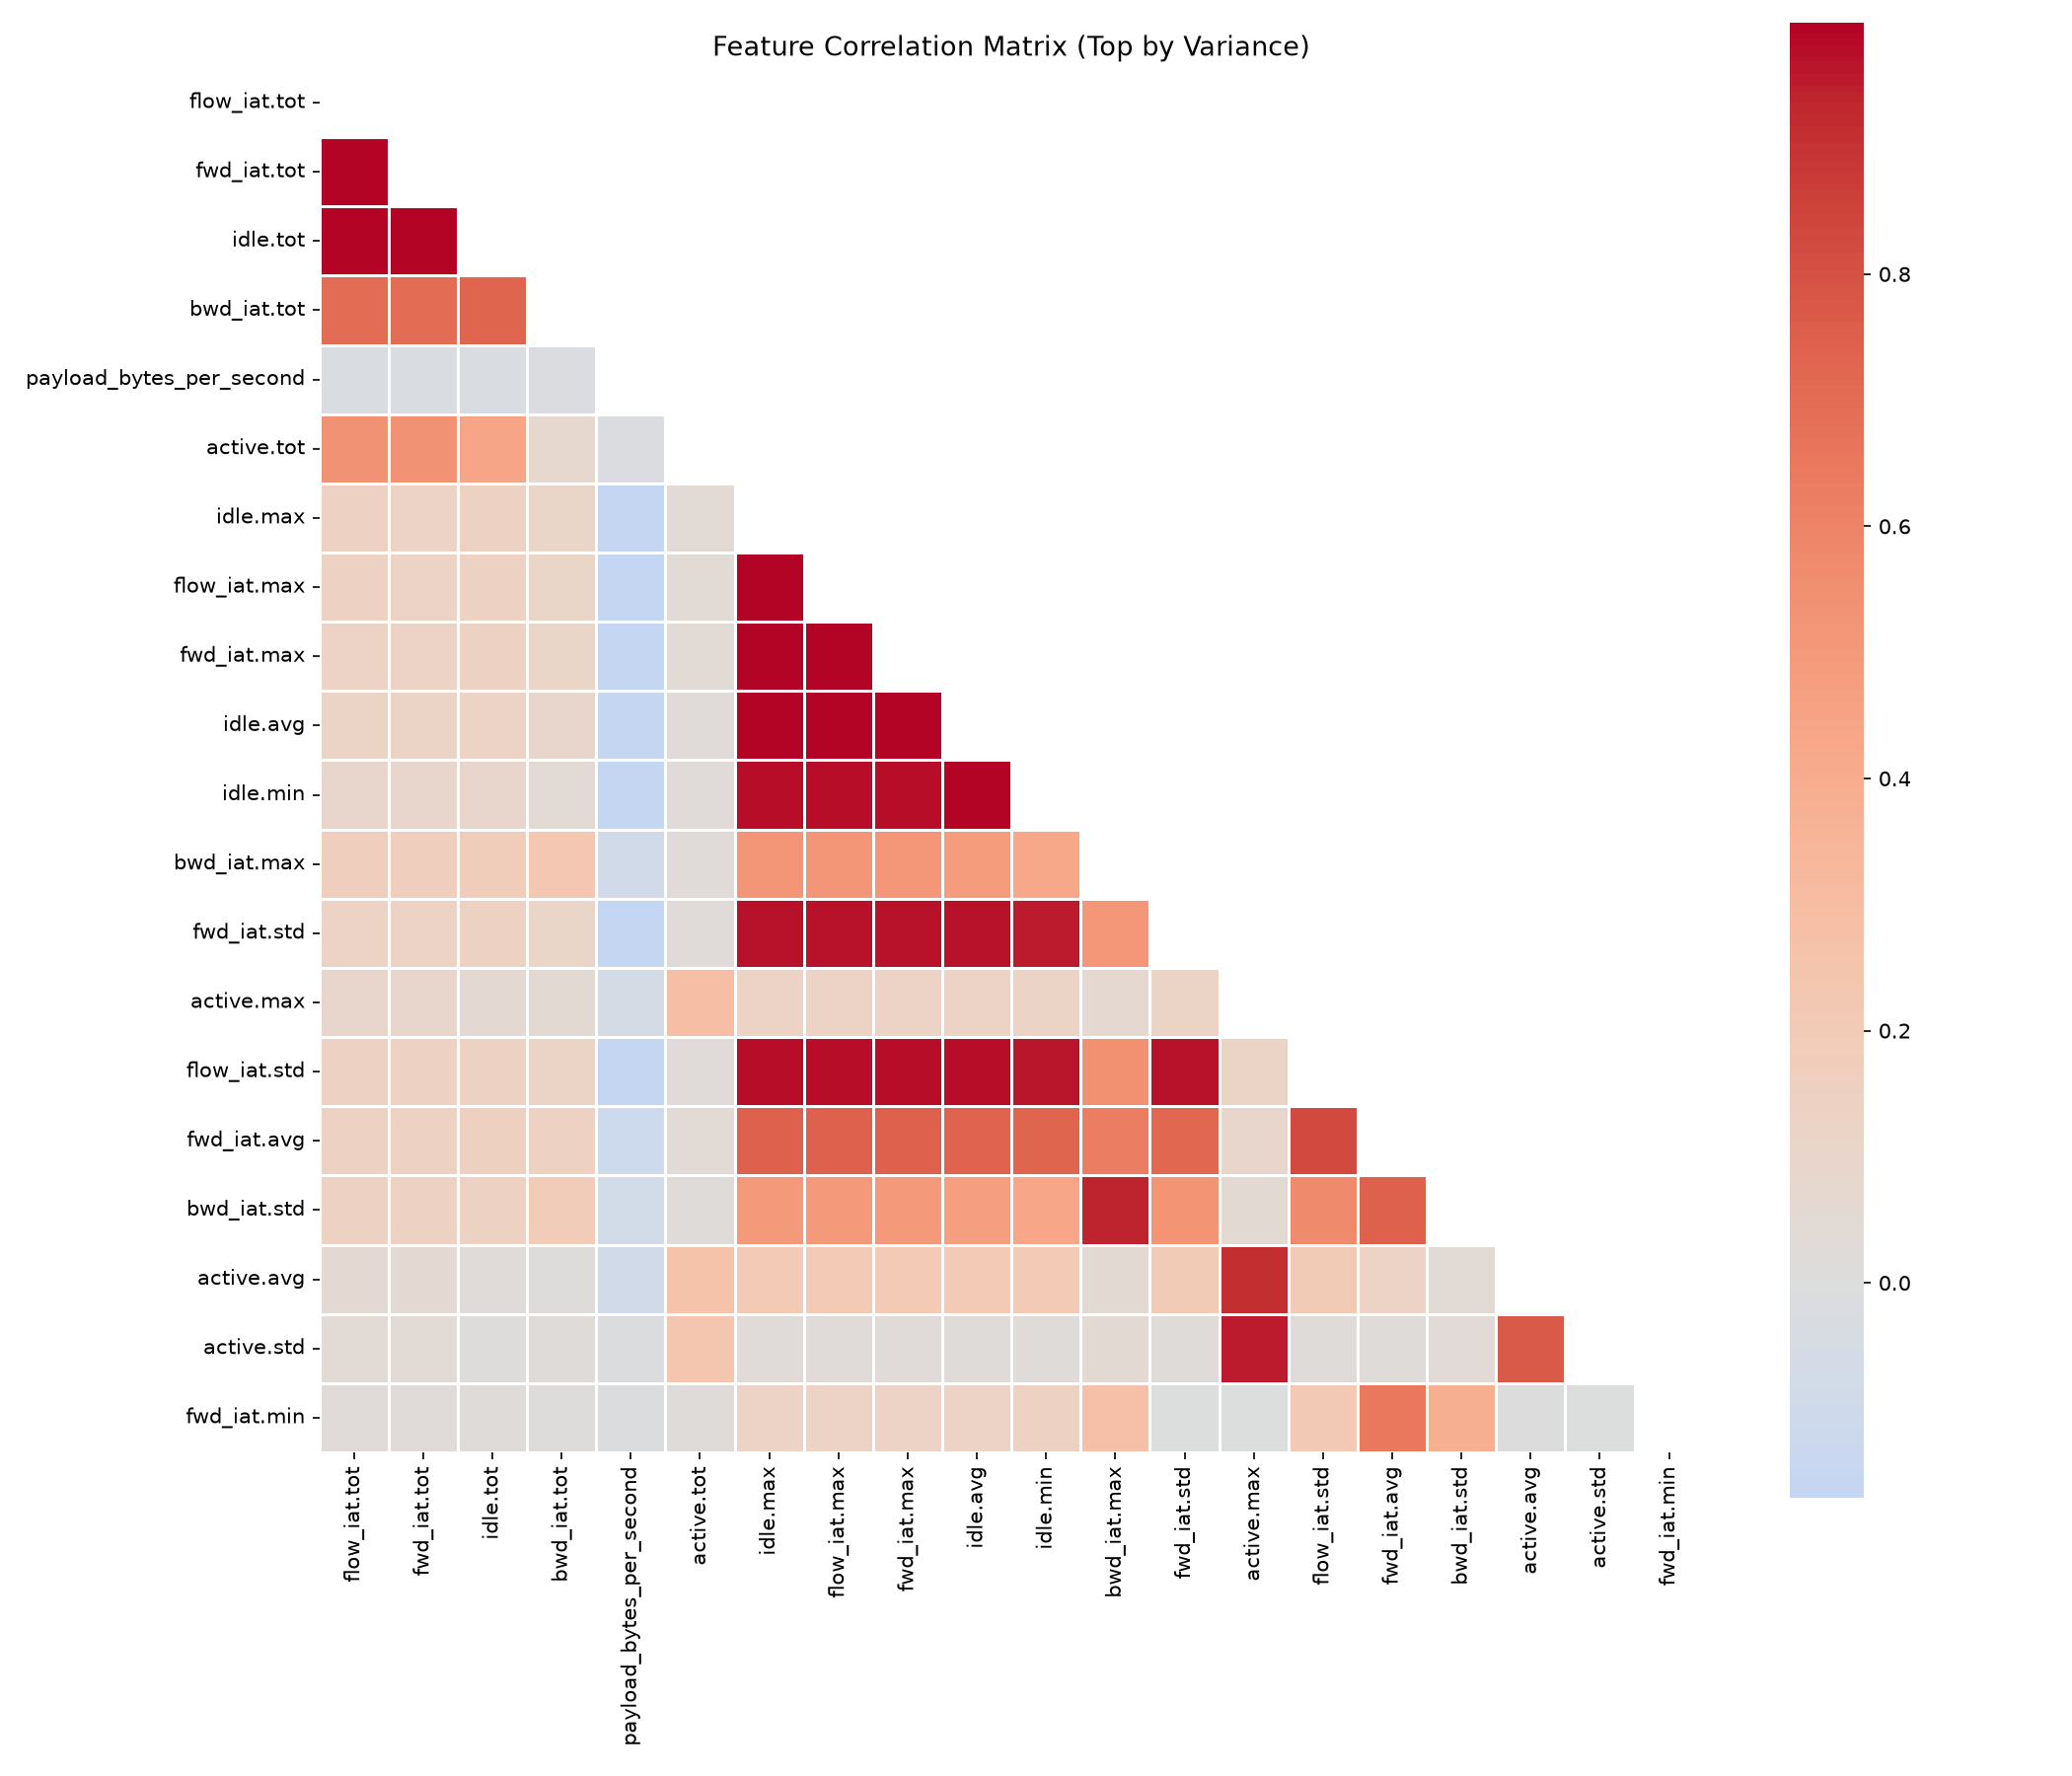 Feature Correlation Matrix (Top by Variance)
flow_iat.tot
fwd_iat.tot
idle.tot
bwd_iat.tot
payload_bytes_per_second
active.tot
idle.max
flow_iat.max
fwd_iat.max
idle.avg
idle.min
bwd_iat.max
fwd_iat.std
active.max
flow_iat.std
fwd_iat.avg
bwd_iat.std
active.avg
active.std
fwd_iat.min
flow_iat.tot
fwd_iat.tot
idle.tot
bwd_iat.tot
payload_bytes_per_second
active.tot
idle.max
flow_iat.max
fwd_iat.max
idle.avg
idle.min
bwd_iat.max
fwd_iat.std
active.max
flow_iat.std
fwd_iat.avg
bwd_iat.std
active.avg
active.std
fwd_iat.min
0.8
0.6
0.4
0.2
0.0